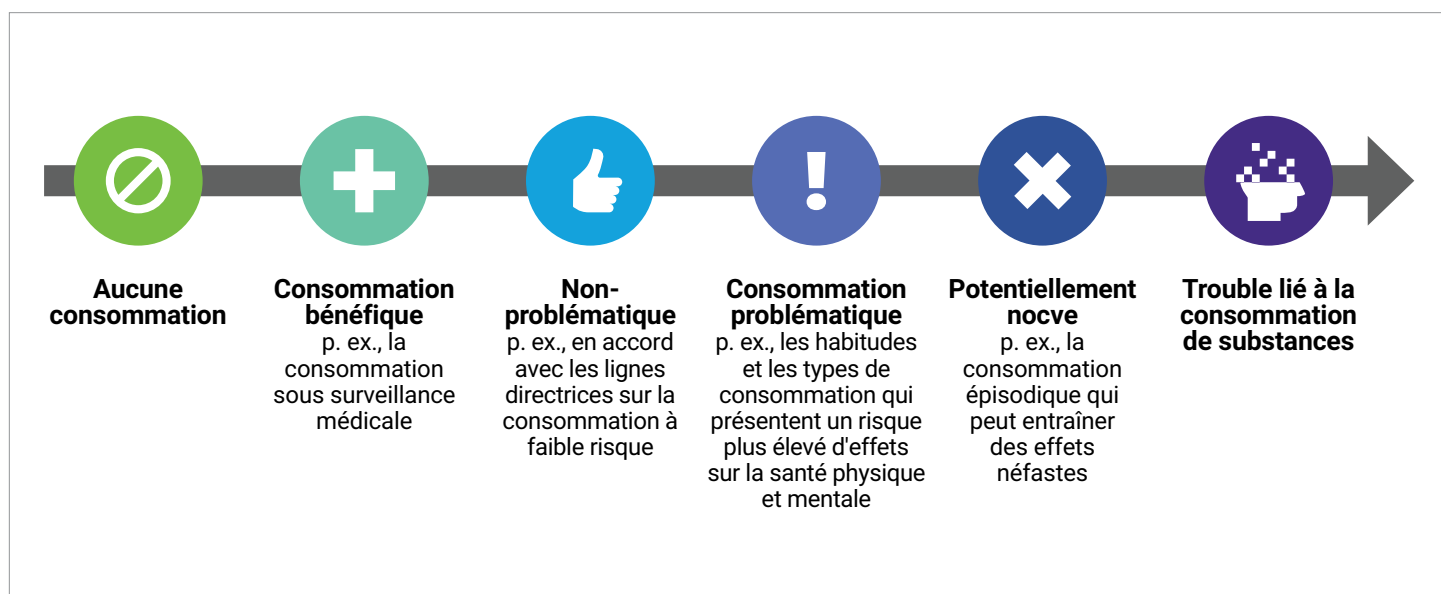 Aucune
consommation
Consommation
bénéfique
p. ex., la
consommation
sous surveillance
médicale
Non-
problématique
p. ex., en accord
avec les lignes
directrices sur la
consommation à
faible risque
Consommation
problématique
p. ex., les habitudes
et les types de
consommation qui
présentent un risque
plus élevé d'effets
sur la santé physique
et mentale
Potentiellement
nocve
p. ex., la
consommation
épisodique qui
peut entraîner
des effets
néfastes
Trouble lié à la
consommation
de substances